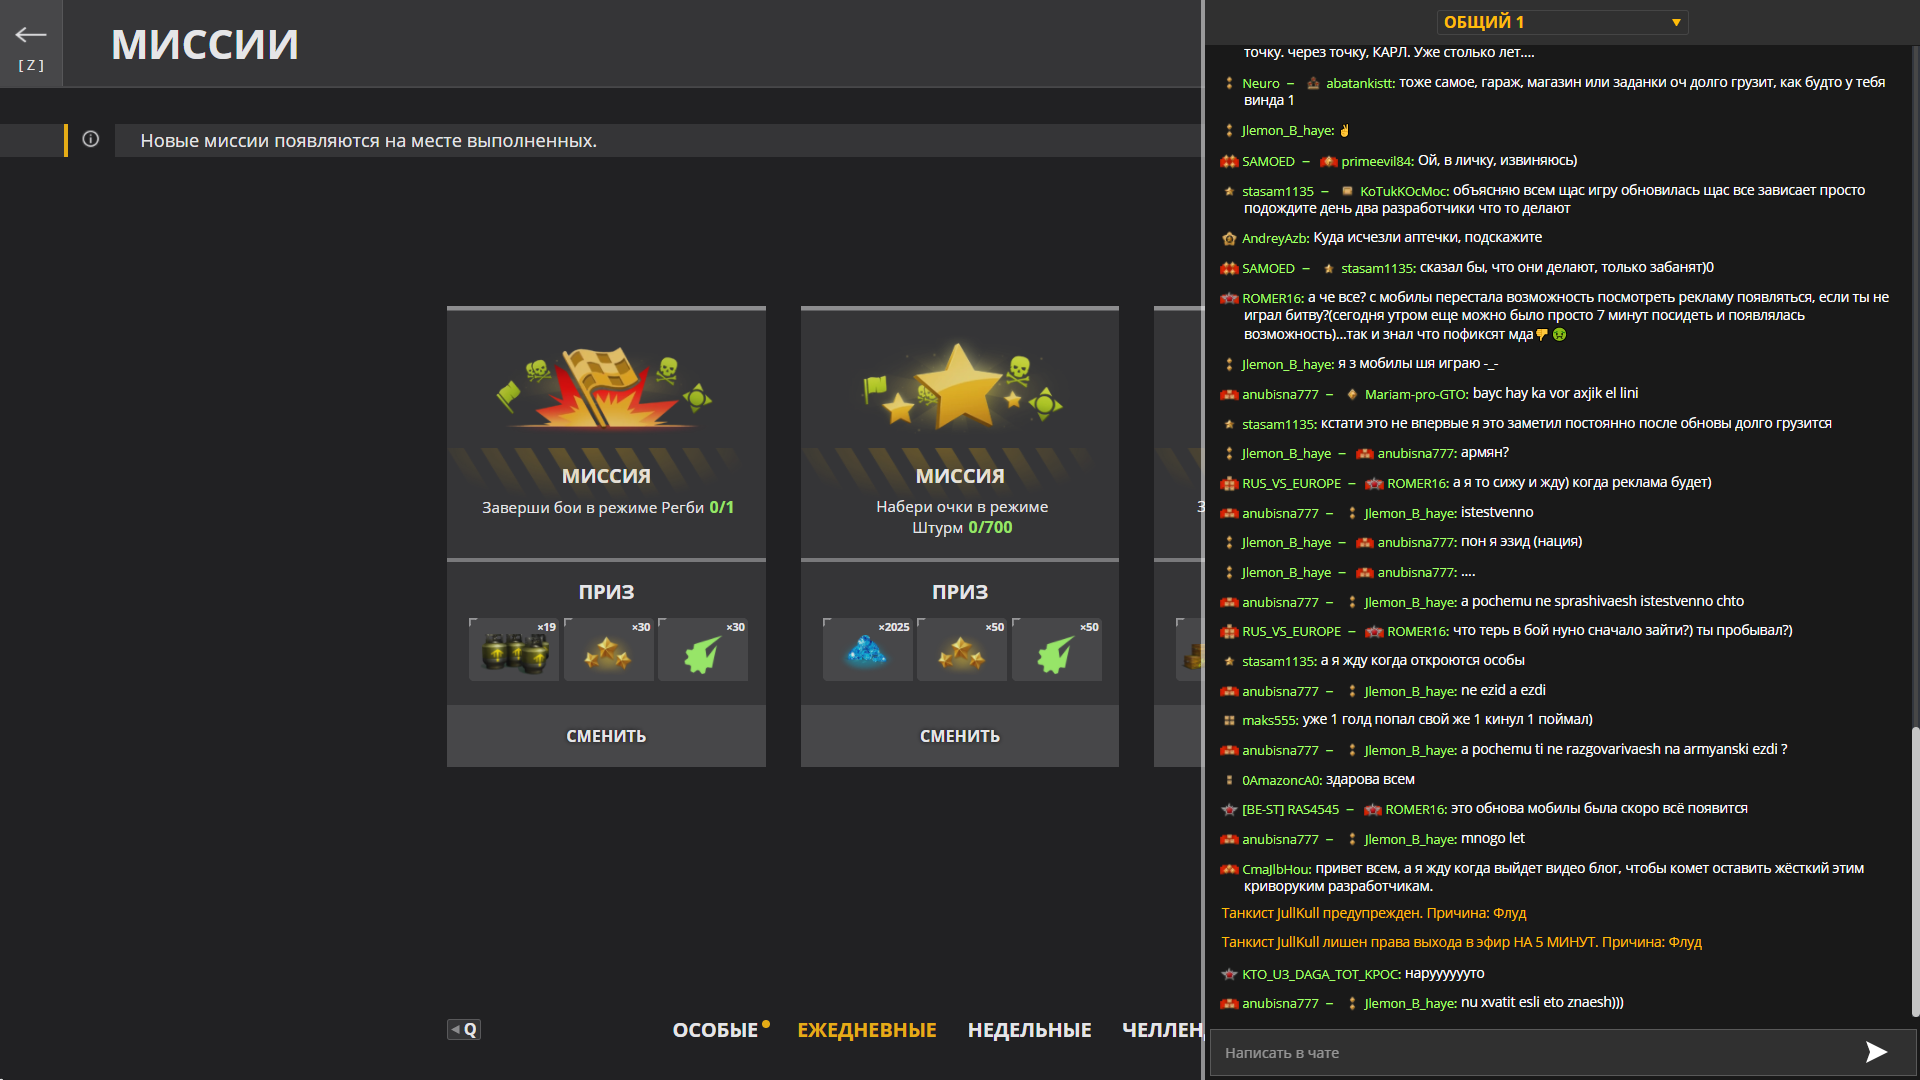 [ Z ]
МИССИИ
Новые миссии появляются на месте выполненных.
МИССИЯ
Заверши бои в режиме Регби 0/1
ПРИЗ
×19
×30
×30
СМЕНИТЬ
МИССИЯ
Набери очки в режиме
Штурм 0/700
ПРИЗ
×2025
×50
×50
СМЕНИТЬ
З
Q
ОСОБЫЕ
ЕЖЕДНЕВНЫЕ
НЕДЕЛЬНЫЕ
ЧЕЛЛЕН
ОБЩИЙ 1
точку. через точку, КАРЛ. Уже столько лет....
Neuro – abatankistt: тоже самое, гараж, магазин или заданки оч долго грузит, как будто у тебя
винда 1
Jlemon_B_haye: ✌
SAMOED – primeevil84: Ой, в личку, извиняюсь)
stasam1135 – KoTukKOcMoc: объясняю всем щас игру обновилась щас все зависает просто
подождите день два разработчики что то делают
AndreyAzb: Куда исчезли аптечки, подскажите
SAMOED – stasam1135: сказал бы, что они делают, только забанят)0
ROMER16: а че все? с мобилы перестала возможность посмотреть рекламу появляться, если ты не
играл битву?(сегодня утром еще можно было просто 7 минут посидеть и появлялась
возможность)...так и знал что пофиксят мда👎🤢
Jlemon_B_haye: я з мобилы шя играю -_-
anubisna777 – Mariam-pro-GTO: bayc hay ka vor axjik el lini
stasam1135: кстати это не впервые я это заметил постоянно после обновы долго грузится
Jlemon_B_haye – anubisna777: армян?
RUS_VS_EUROPE – ROMER16: а я то сижу и жду) когда реклама будет)
anubisna777 – Jlemon_B_haye: istestvenno
Jlemon_B_haye – anubisna777: пон я эзид (нация)
Jlemon_B_haye – anubisna777: ....
anubisna777 – Jlemon_B_haye: a pochemu ne sprashivaesh istestvenno chto
RUS_VS_EUROPE – ROMER16: что терь в бой нуно сначало зайти?) ты пробывал?)
stasam1135: а я жду когда откроются особы
anubisna777 – Jlemon_B_haye: ne ezid a ezdi
maks555: уже 1 голд попал свой же 1 кинул 1 поймал)
anubisna777 – Jlemon_B_haye: a pochemu ti ne razgovarivaesh na armyanski ezdi ?
0AmazoncA0: здарова всем
[BE-ST] RAS4545 – ROMER16: это обнова мобилы была скоро всё появится
anubisna777 – Jlemon_B_haye: mnogo let
CmaJlbHou: привет всем, а я жду когда выйдет видео блог, чтобы комет оставить жёсткий этим
криворуким разработчикам.
Танкист JullKull предупрежден. Причина: Флуд
Танкист JullKull лишен права выхода в эфир НА 5 МИНУТ. Причина: Флуд
KTO_U3_DAGA_TOT_KPOC: наруууууутo
anubisna777 – Jlemon_B_haye: nu xvatit esli eto znaesh)))
Написать в чате